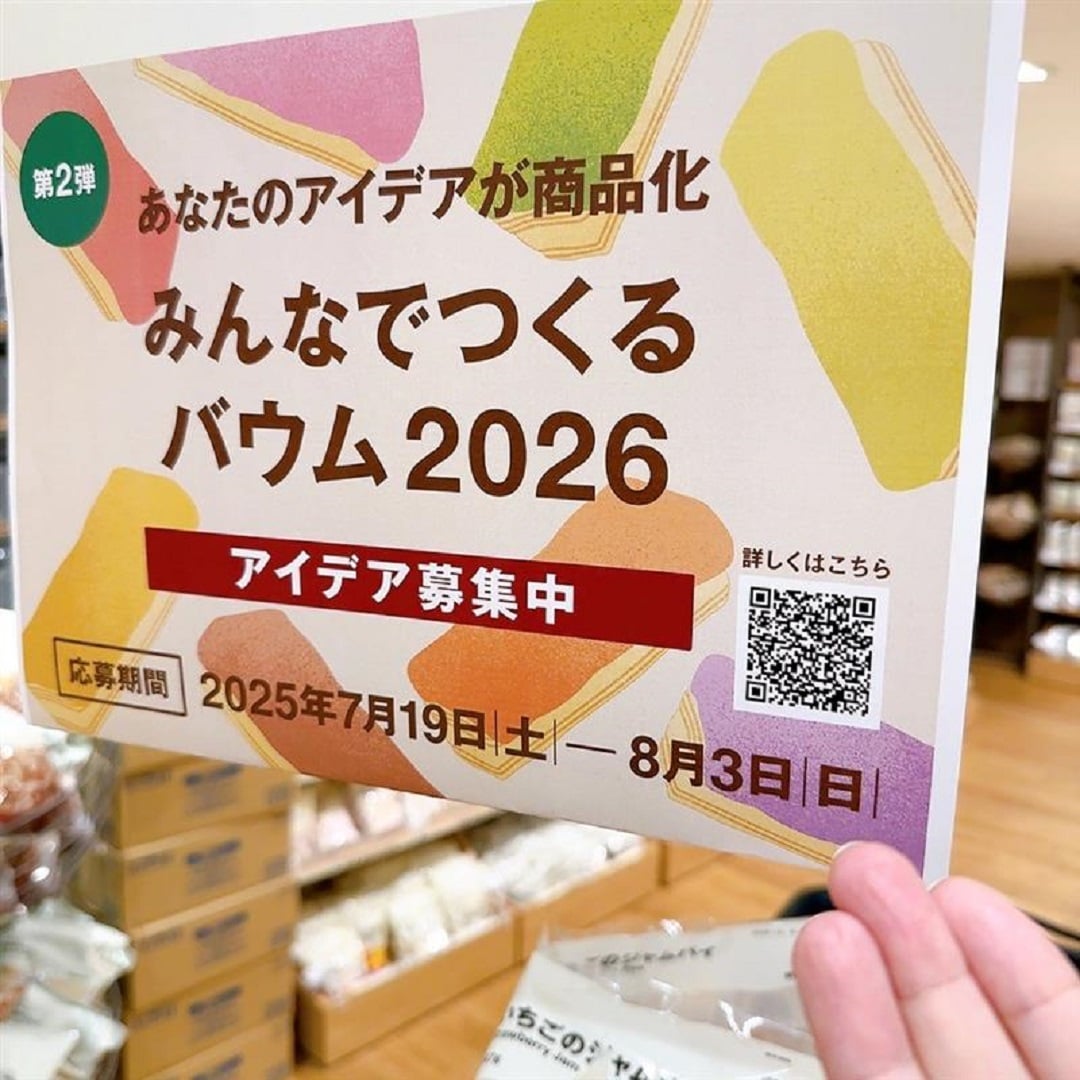 第2弾
あなたのアイデアが商品化
みんなでつくる
バウム2026
アイデア募集中
詳しくはこちら
応募期間
2025年7月19日|土|—8月3日|日|
いちごのジャム